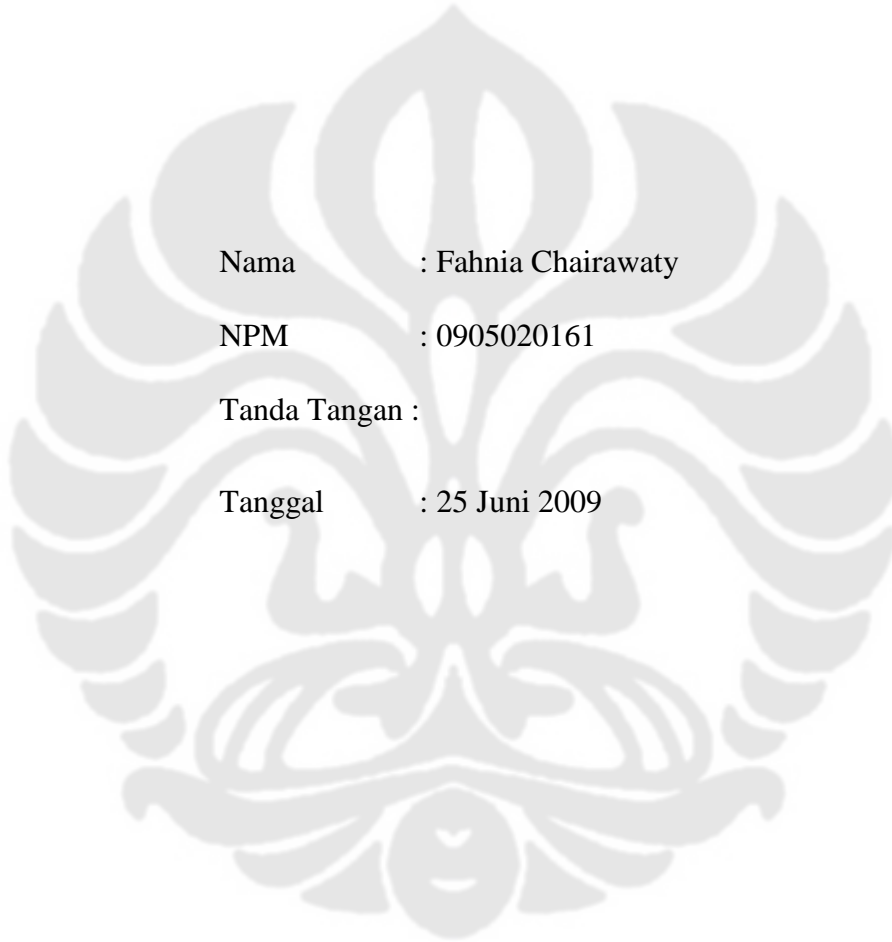 Nama : Fahnia Chairawaty
NPM : 0905020161
Tanda Tangan :
Tanggal : 25 Juni 2009